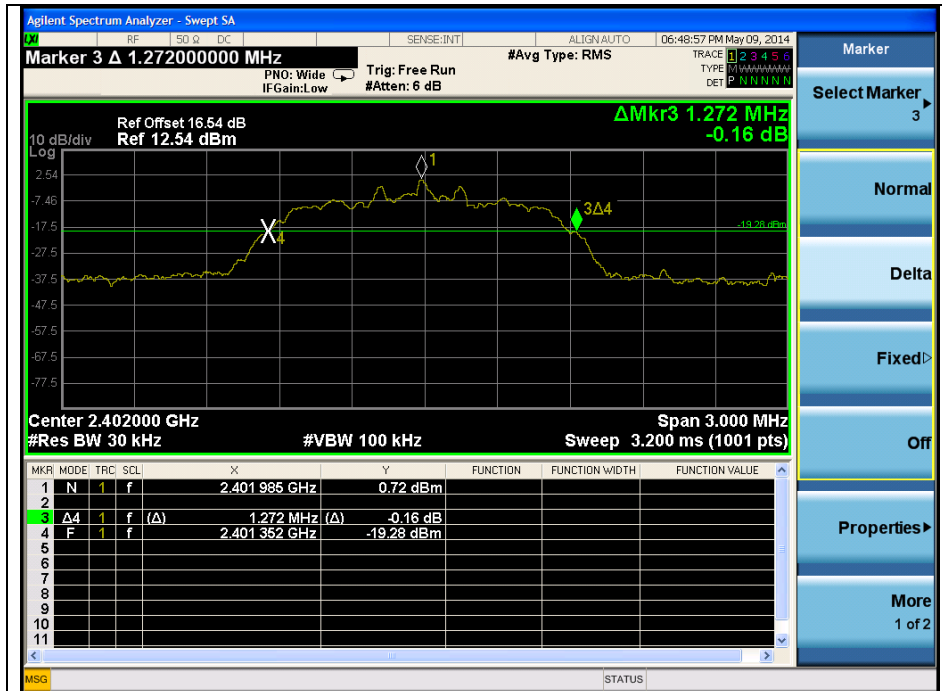 Agilent Spectrum Analyzer - Swept SA
LXI RF 50 Ω DC SENSE:INT ALIGN AUTO 06:48:57 PM May 09, 2014
Marker 3 Δ 1.272000000 MHz
#Avg Type: RMS
TRACE 1 2 3 4 5 6
TYPE M W W W W W
DET P N N N N N
PNO: Wide
IFGain:Low
Trig: Free Run
#Atten: 6 dB
ΔMkr3 1.272 MHz
-0.16 dB
Ref Offset 16.54 dB
Ref 12.54 dBm
10 dB/div
Log
1
2.54
-7.46
-17.5
-27.5
-37.5
-47.5
-57.5
-67.5
-77.5
3Δ4
4
-19.28 dBm
Center 2.402000 GHz
Span 3.000 MHz
#Res BW 30 kHz
#VBW 100 kHz
Sweep 3.200 ms (1001 pts)
MKR MODE TRC SCL X Y FUNCTION FUNCTION WIDTH FUNCTION VALUE
1 N 1 f 2.401 985 GHz 0.72 dBm
2
3 Δ4 1 f (Δ) 1.272 MHz (Δ) -0.16 dB
4 F 1 f 2.401 352 GHz -19.28 dBm
5
6
7
8
9
10
11
MSG
STATUS
Marker
Select Marker
3
Normal
Delta
Fixed
Off
Properties
More
1 of 2